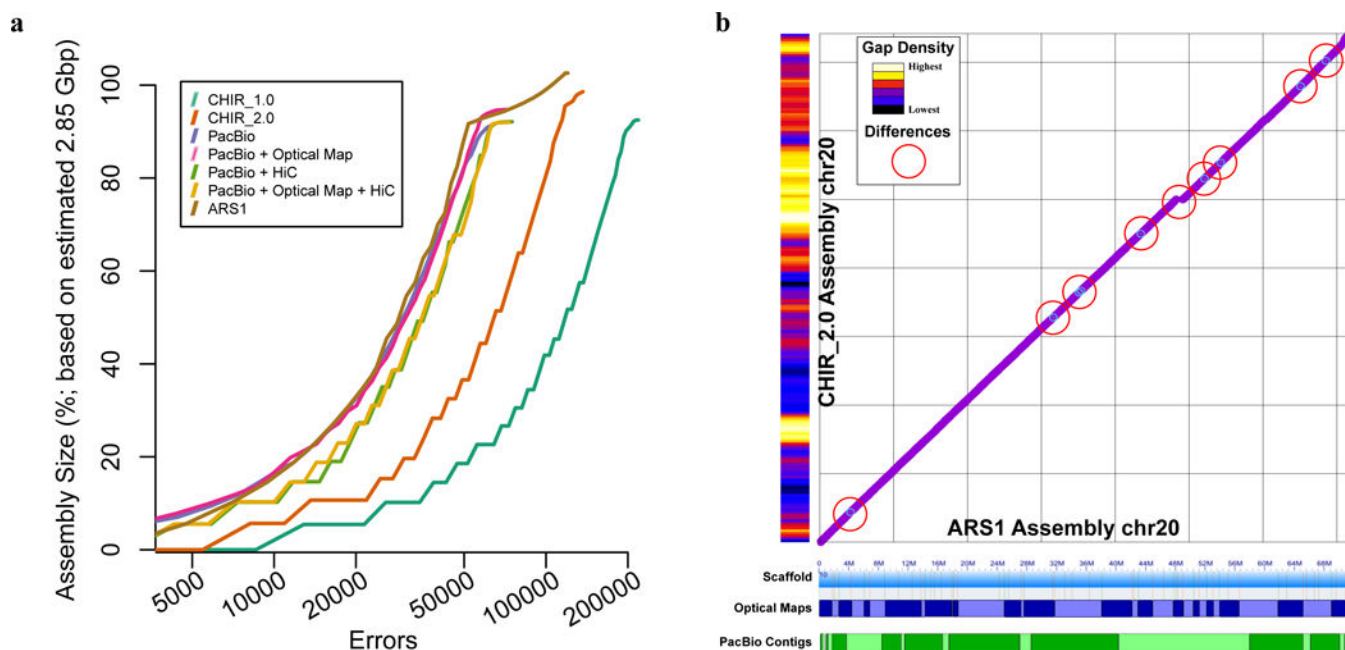 a
Assembly Size (%; based on estimated 2.85 Gbp)
100
80
60
40
20
0
CHIR_1.0
CHIR_2.0
PacBio
PacBio + Optical Map
PacBio + HiC
PacBio + Optical Map + HiC
ARS1
5000
10000
20000
50000
100000
200000
Errors
b
Gap Density
Highest
Lowest
Differences
CHIR_2.0 Assembly chr20
ARS1 Assembly chr20
0 4M 8M 12M 16M 20M 24M 28M 32M 36M 40M 44M 48M 52M 56M 60M 64M 68M
Scaffold
Optical Maps
PacBio Contigs